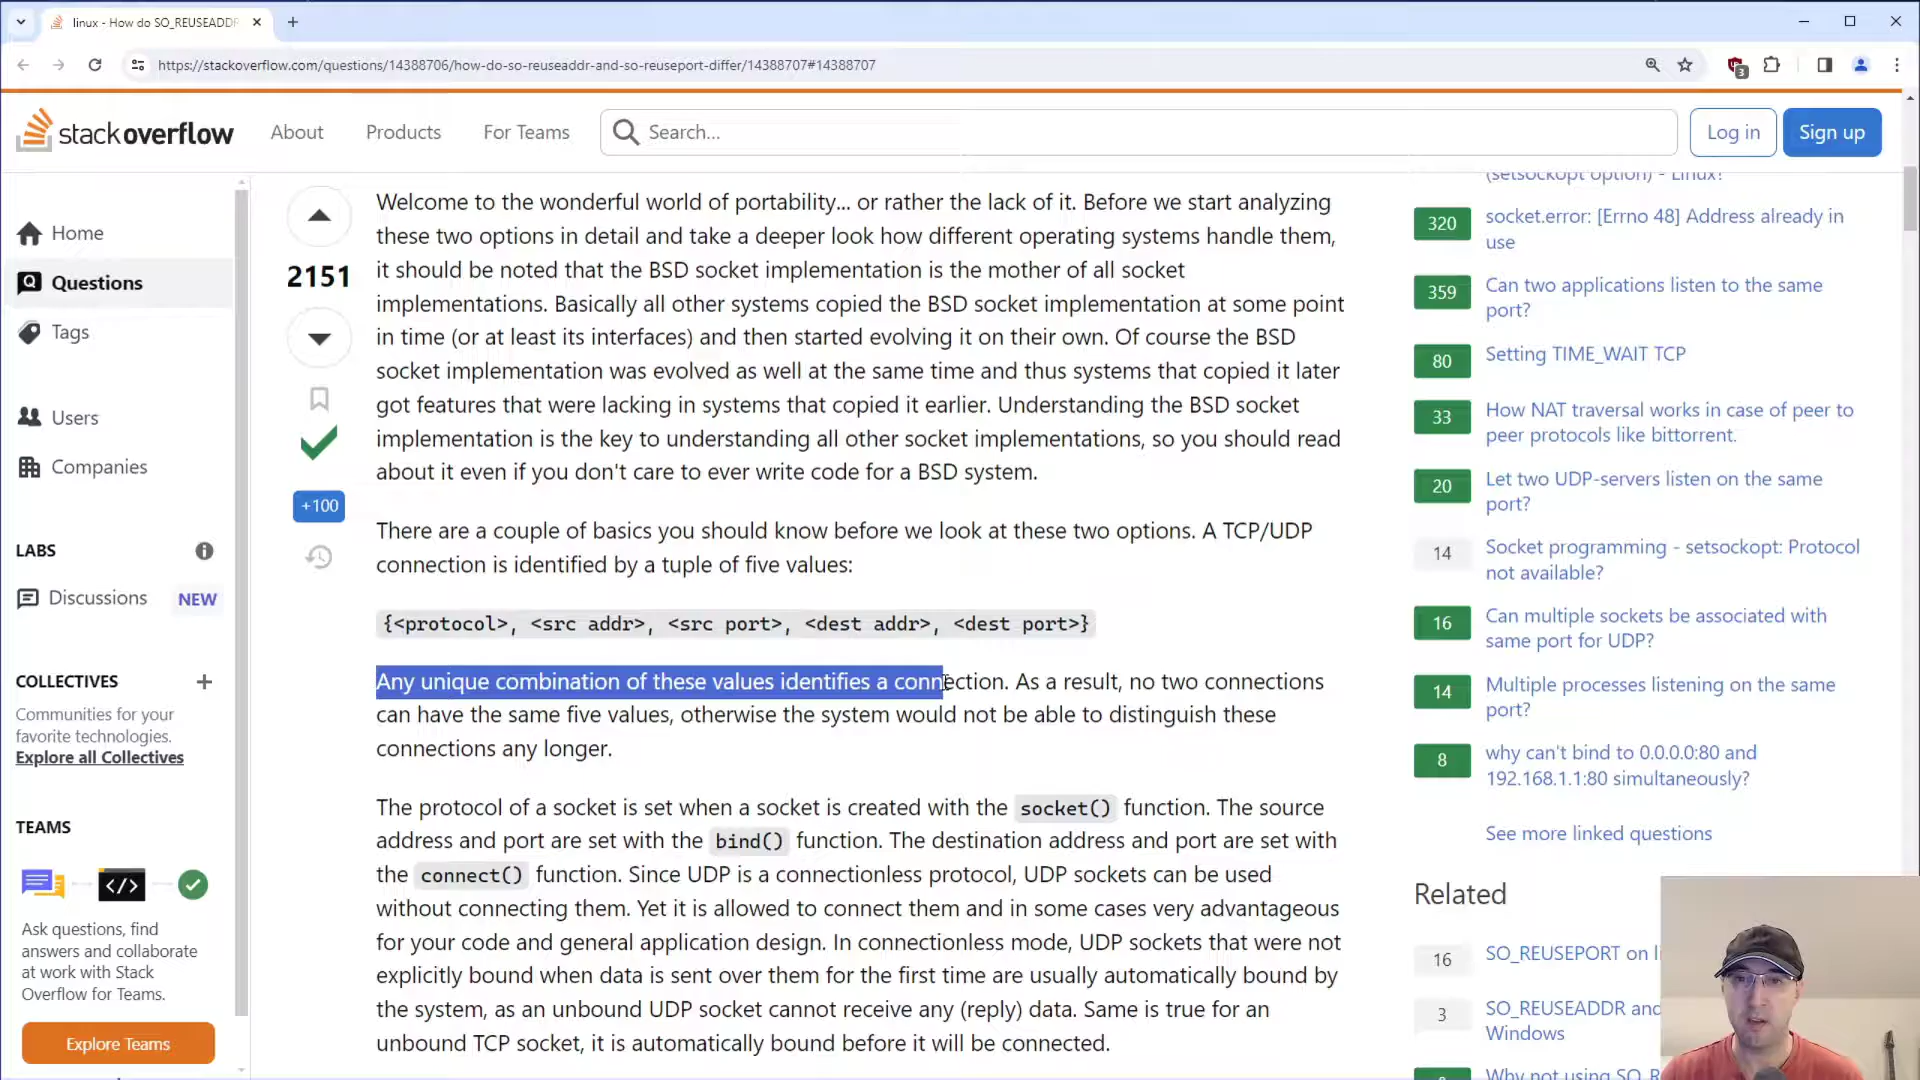 linux - How do SO_REUSEADDR
https://stackoverflow.com/questions/14388706/how-do-so-reuseaddr-and-so-reuseport-differ/14388707#14388707
3
stackoverflow
About
Products
For Teams
Search...
Log in
Sign up
Home
Questions
Tags
Users
Companies
LABS
Discussions
NEW
COLLECTIVES
Communities for your
favorite technologies.
Explore all Collectives
TEAMS
Ask questions, find
answers and collaborate
at work with Stack
Overflow for Teams.
Explore Teams
2151
+100
Welcome to the wonderful world of portability... or rather the lack of it. Before we start analyzing
these two options in detail and take a deeper look how different operating systems handle them,
it should be noted that the BSD socket implementation is the mother of all socket
implementations. Basically all other systems copied the BSD socket implementation at some point
in time (or at least its interfaces) and then started evolving it on their own. Of course the BSD
socket implementation was evolved as well at the same time and thus systems that copied it later
got features that were lacking in systems that copied it earlier. Understanding the BSD socket
implementation is the key to understanding all other socket implementations, so you should read
about it even if you don't care to ever write code for a BSD system.
There are a couple of basics you should know before we look at these two options. A TCP/UDP
connection is identified by a tuple of five values:
{<protocol>, <src addr>, <src port>, <dest addr>, <dest port>}
Any unique combination of these values identifies a connection. As a result, no two connections
can have the same five values, otherwise the system would not be able to distinguish these
connections any longer.
The protocol of a socket is set when a socket is created with the socket() function. The source
address and port are set with the bind() function. The destination address and port are set with
the connect() function. Since UDP is a connectionless protocol, UDP sockets can be used
without connecting them. Yet it is allowed to connect them and in some cases very advantageous
for your code and general application design. In connectionless mode, UDP sockets that were not
explicitly bound when data is sent over them for the first time are usually automatically bound by
the system, as an unbound UDP socket cannot receive any (reply) data. Same is true for an
unbound TCP socket, it is automatically bound before it will be connected.
(setsockopt option) - Linux?
320
socket.error: [Errno 48] Address already in
use
359
Can two applications listen to the same
port?
80
Setting TIME_WAIT TCP
33
How NAT traversal works in case of peer to
peer protocols like bittorrent.
20
Let two UDP-servers listen on the same
port?
14
Socket programming - setsockopt: Protocol
not available?
16
Can multiple sockets be associated with
same port for UDP?
14
Multiple processes listening on the same
port?
8
why can't bind to 0.0.0.0:80 and
192.168.1.1:80 simultaneously?
See more linked questions
Related
16
SO_REUSEPORT on
3
SO_REUSEADDR and
Windows
Why not using SO_R